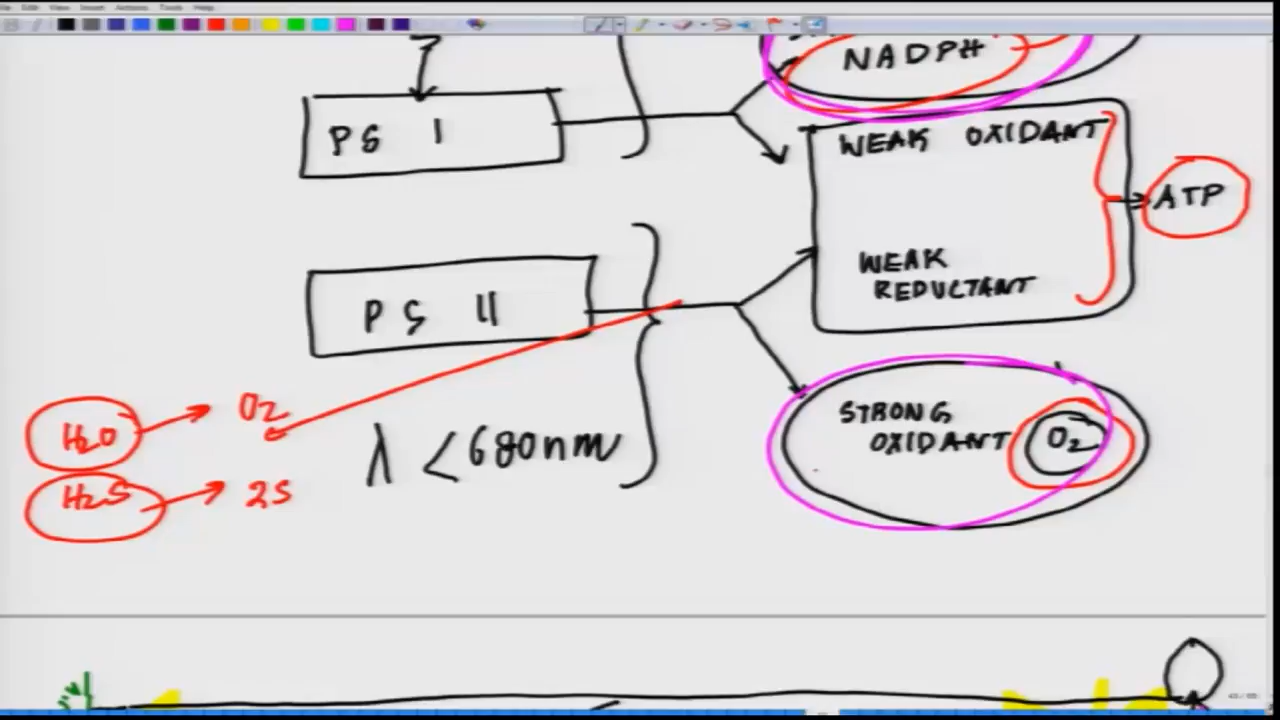 NADPH
PS I
WEAK OXIDANT
ATP
WEAK
REDUCTANT
PS II
H2O → O2
λ < 680nm
STRONG
OXIDANT O2
H2S → 2S